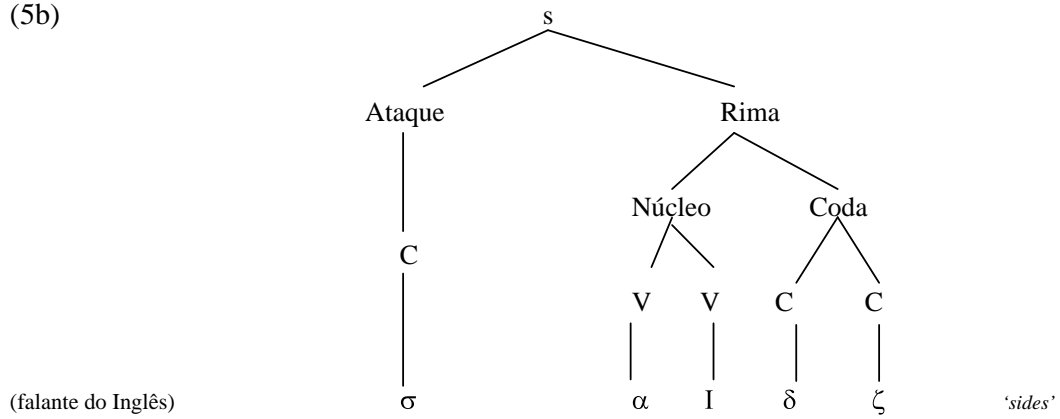 (5b)
s
Ataque Rima
Núcleo Coda
C
V V C C
(falante do Inglês) σ α I δ ζ ‘sides’